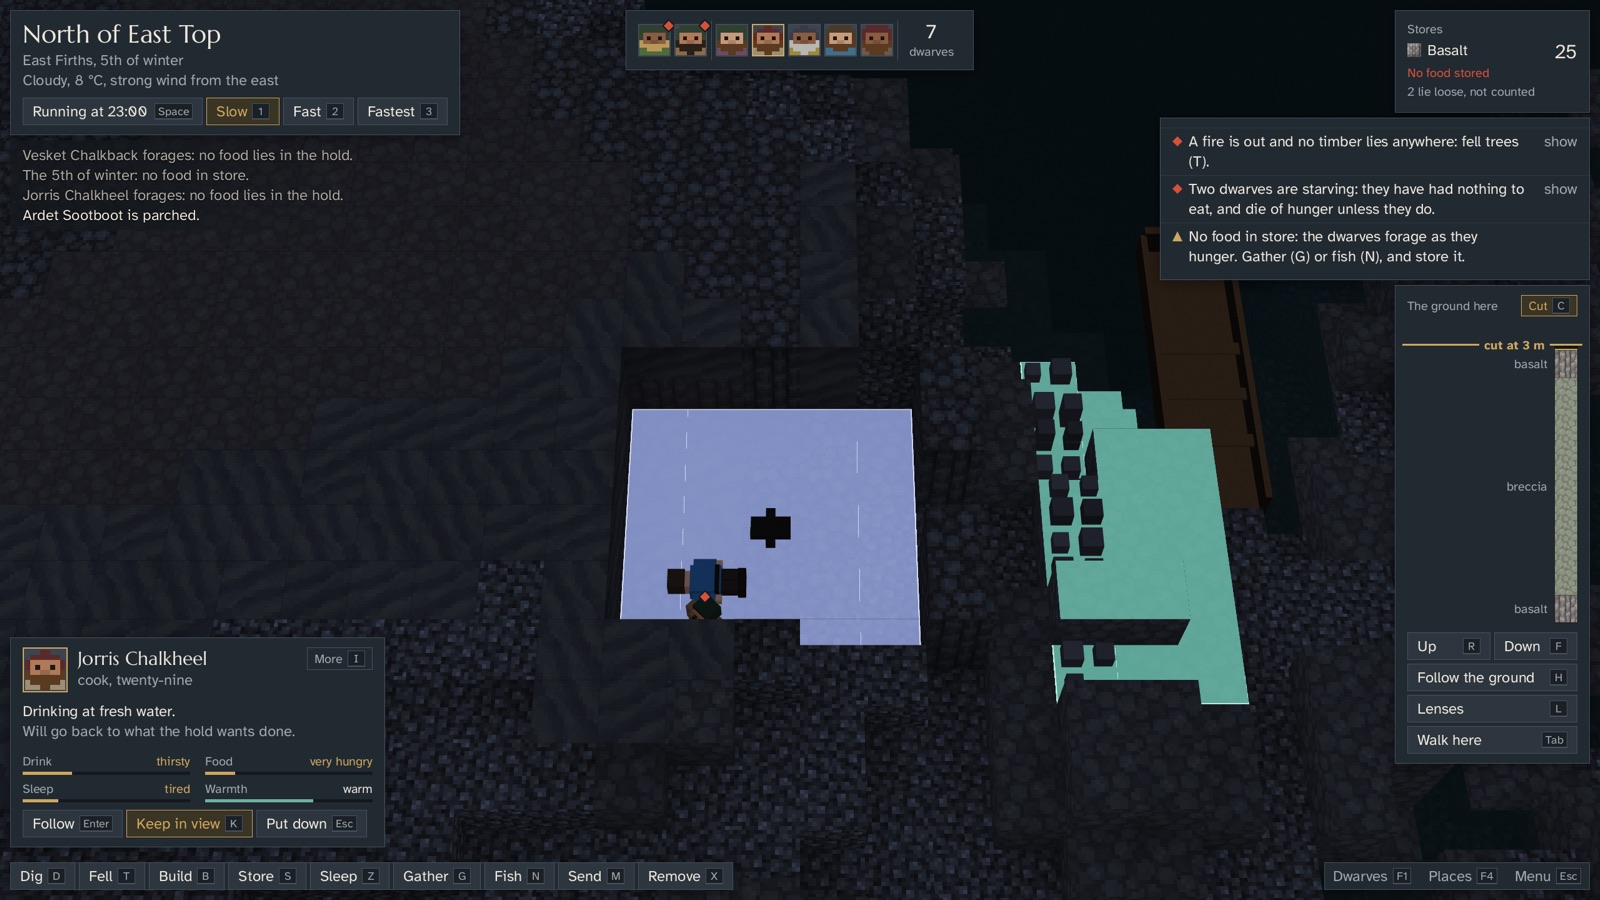 North of East Top
East Firths, 5th of winter
Cloudy, 8 °C, strong wind from the east
Running at 23:00 Space Slow 1 Fast 2 Fastest 3
Vesket Chalkback forages: no food lies in the hold.
The 5th of winter: no food in store.
Jorris Chalkheel forages: no food lies in the hold.
Ardet Sootboot is parched.
7
dwarves
Stores
Basalt 25
No food stored
2 lie loose, not counted
A fire is out and no timber lies anywhere: fell trees show
(T).
Two dwarves are starving: they have had nothing to show
eat, and die of hunger unless they do.
No food in store: the dwarves forage as they
hunger. Gather (G) or fish (N), and store it.
The ground here Cut C
cut at 3 m
basalt
breccia
basalt
Up R Down F
Follow the ground H
Lenses L
Walk here Tab
Jorris Chalkheel More I
cook, twenty-nine
Drinking at fresh water.
Will go back to what the hold wants done.
Drink thirsty Food very hungry
Sleep tired Warmth warm
Follow Enter Keep in view K Put down Esc
Dig D Fell T Build B Store S Sleep Z Gather G Fish N Send M Remove X
Dwarves F1 Places F4 Menu Esc